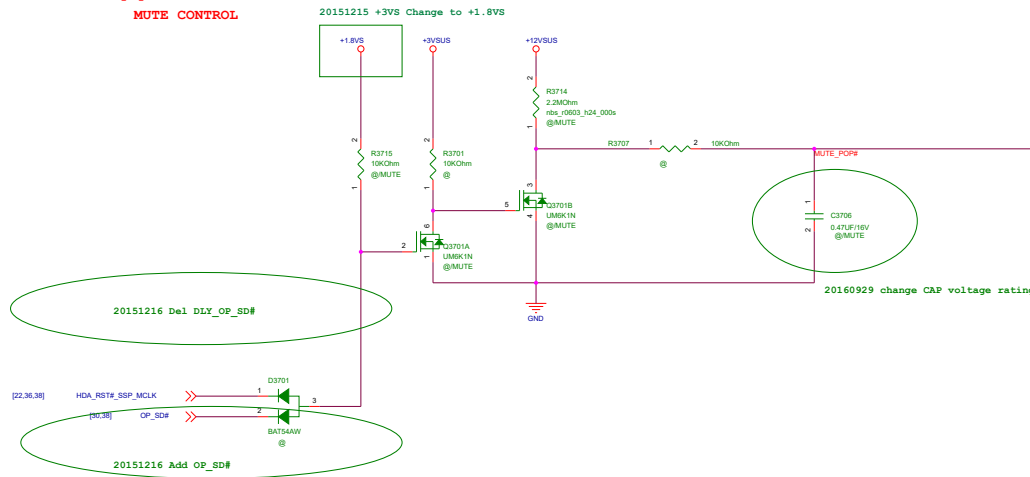 MUTE CONTROL
20151215 +3VS Change to +1.8VS
+1.8VS
+3VSUS
+12VSUS
2
R3714
2.2MOhm
nbs_r0603_h24_000s
@/MUTE
1
2
R3715
10KOhm
@/MUTE
1
2
R3701
10KOhm
@
1
R3707
1
2
10KOhm
@
MUTE_POP#
3
5
Q3701B
UM6K1N
@/MUTE
4
6
2
Q3701A
UM6K1N
@/MUTE
1
1
C3706
0.47UF/16V
@/MUTE
2
20160929 change CAP voltage rating
GND
20151216 Del DLY_OP_SD#
D3701
[22,36,38]
HDA_RST#_SSP_MCLK
1
3
[30,38]
OP_SD#
2
BAT54AW
@
20151216 Add OP_SD#